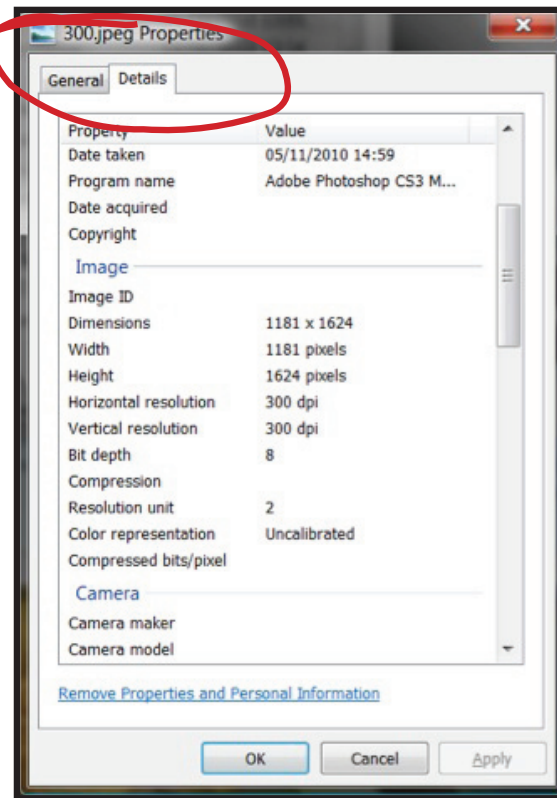 300.jpeg Properties
General Details
Property Value
Date taken 05/11/2010 14:59
Program name Adobe Photoshop CS3 M...
Date acquired
Copyright
Image
Image ID
Dimensions 1181 x 1624
Width 1181 pixels
Height 1624 pixels
Horizontal resolution 300 dpi
Vertical resolution 300 dpi
Bit depth 8
Compression
Resolution unit 2
Color representation Uncalibrated
Compressed bits/pixel
Camera
Camera maker
Camera model
Remove Properties and Personal Information
OK Cancel Apply